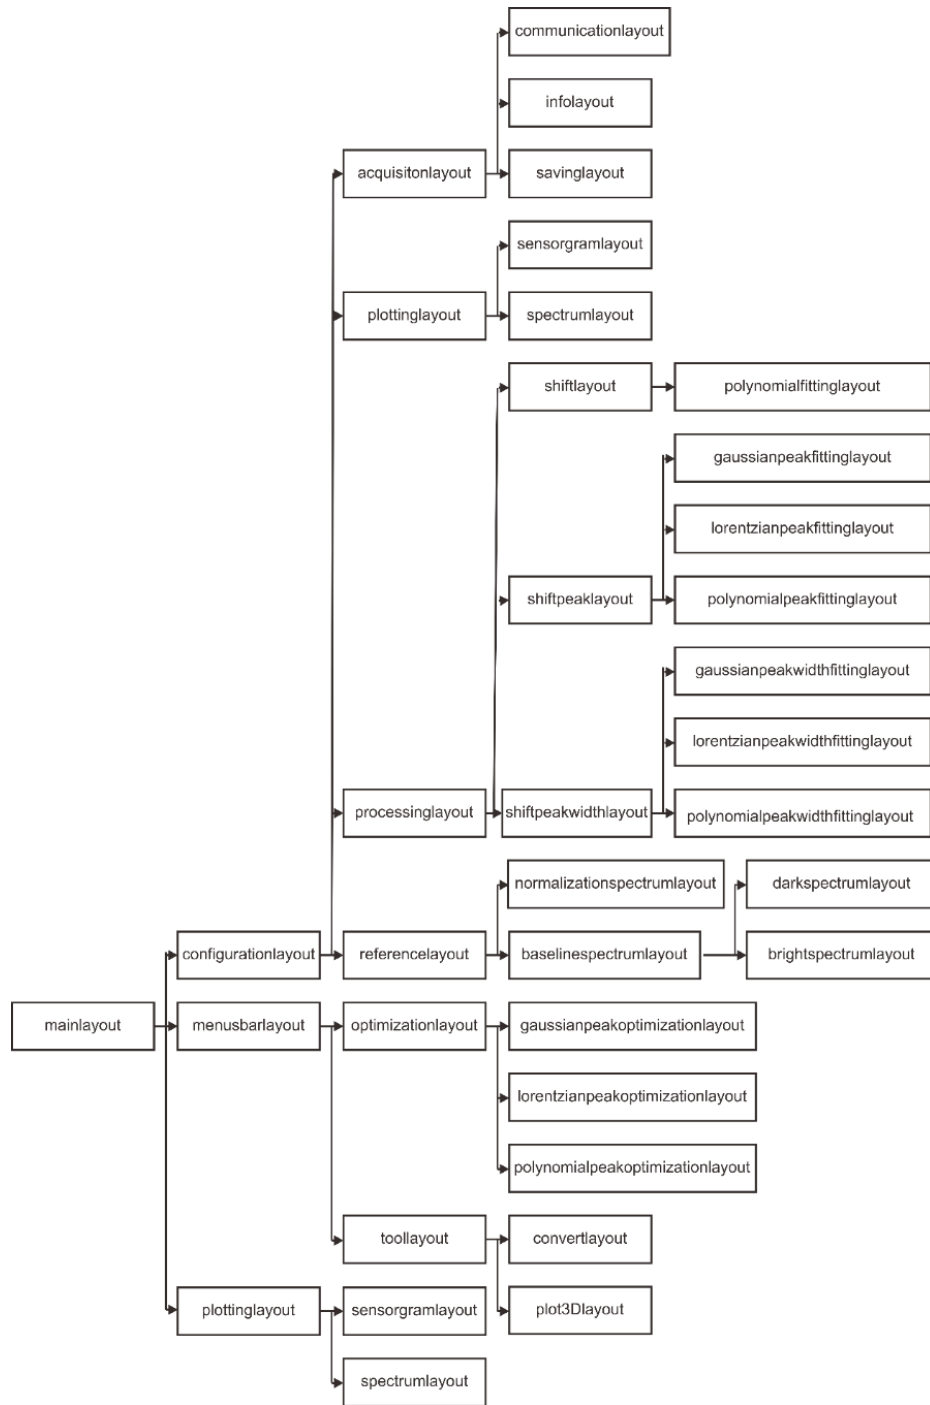 communicationlayout
infolayout
acquisitonlayout
savinglayout
sensorgramlayout
plottinglayout
spectrumlayout
shiftlayout
polynomialfittinglayout
gaussianpeakfittinglayout
lorentzianpeakfittinglayout
shiftpeaklayout
polynomialpeakfittinglayout
gaussianpeakwidthfittinglayout
lorentzianpeakwidthfittinglayout
processinglayout
shiftpeakwidthlayout
polynomialpeakwidthfittinglayout
normalizationspectrumlayout
darkspectrumlayout
configurationlayout
referencelayout
baselinespectrumlayout
brightspectrumlayout
mainlayout
menusbarlayout
optimizationlayout
gaussianpeakoptimizationlayout
lorentzianpeakoptimizationlayout
polynomialpeakoptimizationlayout
toollayout
convertlayout
plottinglayout
sensorgramlayout
plot3Dlayout
spectrumlayout